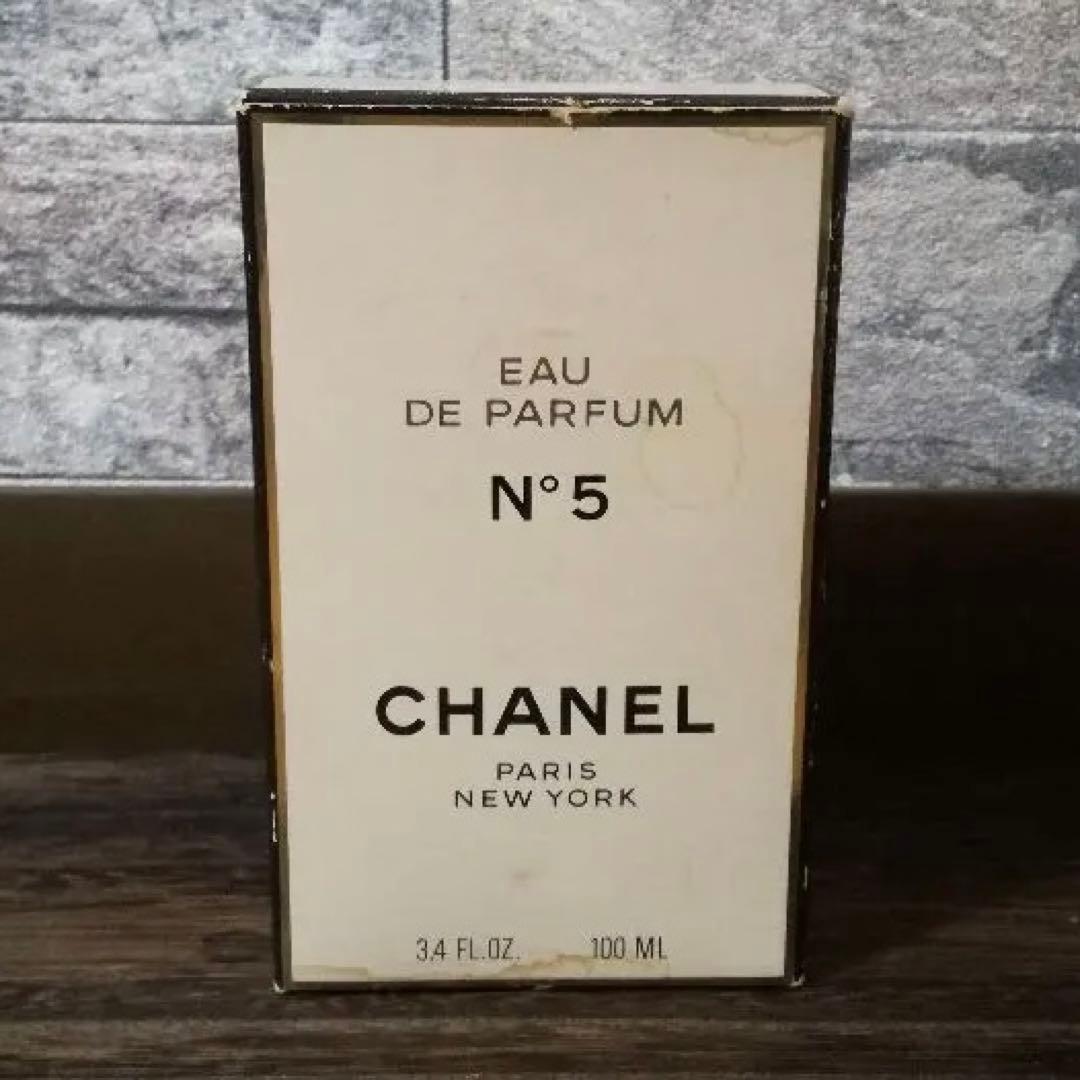 EAU
DE PARFUM
N°5
CHANEL
PARIS
NEW YORK
3.4 FL.OZ. 100 ML